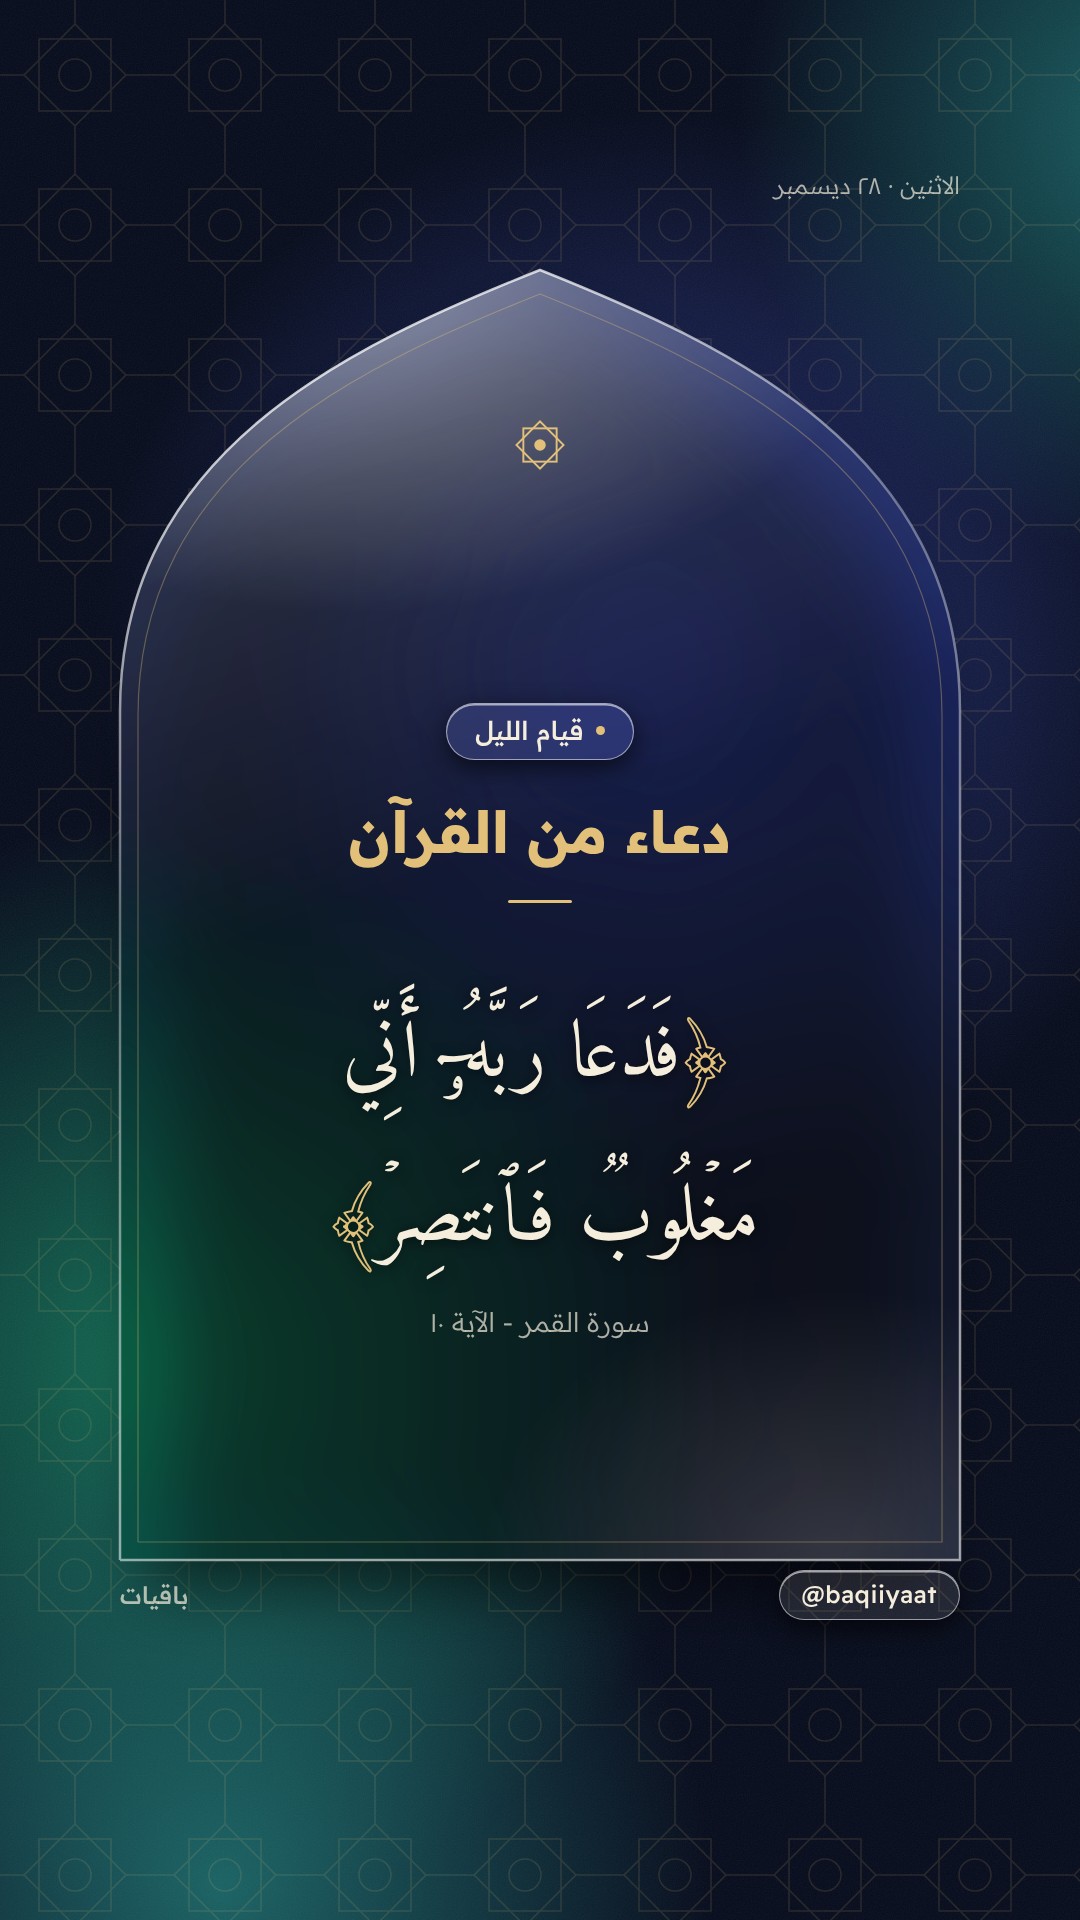 الاثنين · ٢٨ ديسمبر
قيام الليل
دعاء من القرآن
﴿فَدَعَا رَبَّهُۥٓ أَنِّي
مَغۡلُوبٞ فَٱنتَصِرۡ﴾
سورة القمر - الآية ١٠
@baqiiyaat
باقيات